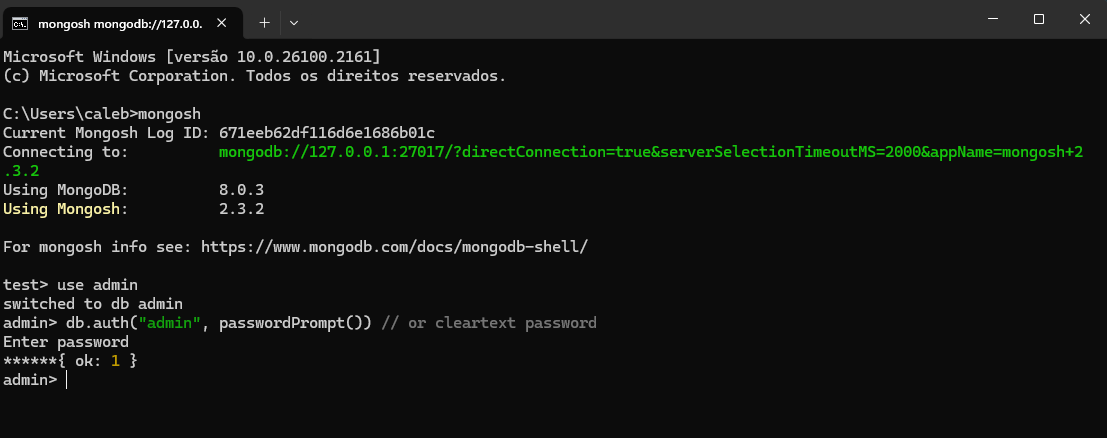 mongosh mongodb://127.0.0.
Microsoft Windows [versão 10.0.26100.2161]
(c) Microsoft Corporation. Todos os direitos reservados.
C:\Users\caleb>mongosh
Current Mongosh Log ID: 671eeb62df116d6e1686b01c
Connecting to:          mongodb://127.0.0.1:27017/?directConnection=true&serverSelectionTimeoutMS=2000&appName=mongosh+2
.3.2
Using MongoDB:          8.0.3
Using Mongosh:          2.3.2
For mongosh info see: https://www.mongodb.com/docs/mongodb-shell/
test> use admin
switched to db admin
admin> db.auth("admin", passwordPrompt()) // or cleartext password
Enter password
******{ ok: 1 }
admin>